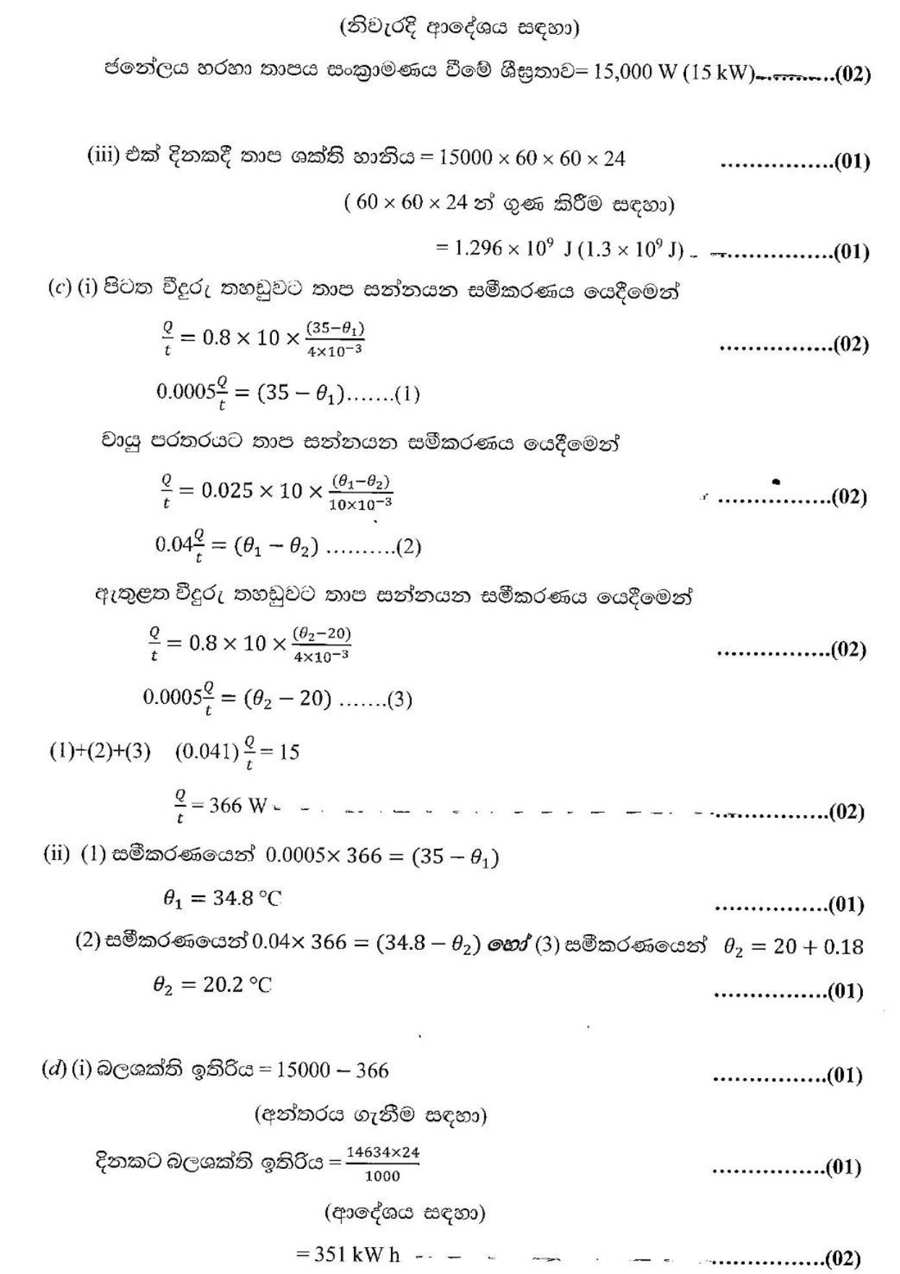 (නිවැරදි ආදේශය සඳහා)
ජනේලය හරහා තාපය සංක්‍රාමණය වීමේ ශීඝ්‍රතාව= 15,000 W (15 kW)..............(02)
(iii) එක් දිනකදී තාප ශක්ති හානිය = 15000 × 60 × 60 × 24 ................(01)
( 60 × 60 × 24 න් ගුණ කිරීම සඳහා)
= 1.296 × 10⁹ J (1.3 × 10⁹ J) ..................(01)
(c) (i) පිටත වීදුරු තහඩුවට තාප සන්නයන සමීකරණය යෙදීමෙන්
Q/t = 0.8 × 10 × (35−θ₁)/4×10⁻³ ................(02)
0.0005 Q/t = (35 − θ₁).......(1)
වායු පරතරයට තාප සන්නයන සමීකරණය යෙදීමෙන්
Q/t = 0.025 × 10 × (θ₁−θ₂)/10×10⁻³ ................(02)
0.04 Q/t = (θ₁ − θ₂) ..........(2)
ඇතුළත වීදුරු තහඩුවට තාප සන්නයන සමීකරණය යෙදීමෙන්
Q/t = 0.8 × 10 × (θ₂−20)/4×10⁻³ ................(02)
0.0005 Q/t = (θ₂ − 20) .......(3)
(1)+(2)+(3) (0.041) Q/t = 15
Q/t = 366 W ................(02)
(ii) (1) සමීකරණයෙන් 0.0005× 366 = (35 − θ₁)
θ₁ = 34.8 °C ................(01)
(2) සමීකරණයෙන් 0.04× 366 = (34.8 − θ₂) හෝ (3) සමීකරණයෙන් θ₂ = 20 + 0.18
θ₂ = 20.2 °C ................(01)
(d) (i) බලශක්ති ඉතිරිය = 15000 − 366 ................(01)
(අන්තරය ගැනීම සඳහා)
දිනකට බලශක්ති ඉතිරිය = 14634×24/1000 ................(01)
(ආදේශය සඳහා)
= 351 kW h ................(02)